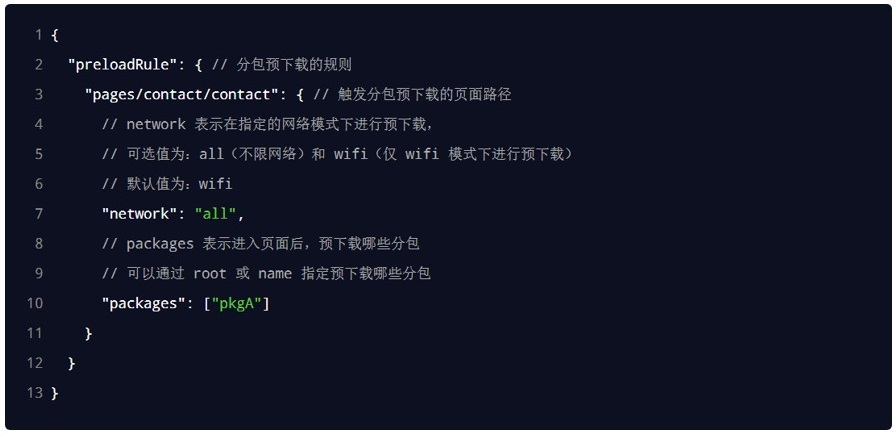 1 {
2 "preloadRule": { // 分包预下载的规则
3 "pages/contact/contact": { // 触发分包预下载的页面路径
4 // network 表示在指定的网络模式下进行预下载,
5 // 可选值为：all（不限网络）和 wifi（仅 wifi 模式下进行预下载）
6 // 默认值为：wifi
7 "network": "all",
8 // packages 表示进入页面后，预下载哪些分包
9 // 可以通过 root 或 name 指定预下载哪些分包
10 "packages": ["pkgA"]
11 }
12 }
13 }